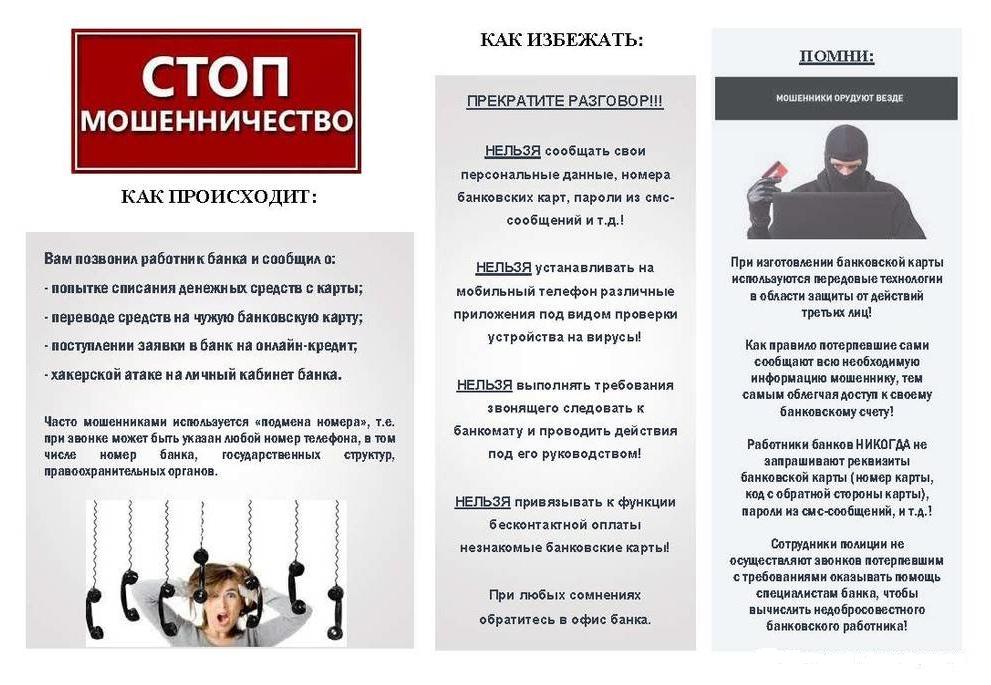 СТОП
МОШЕННИЧЕСТВО
КАК ПРОИСХОДИТ:
Вам позвонил работник банка и сообщил о:
- попытке списания денежных средств с карты;
- переводе средств на чужую банковскую карту;
- поступлении заявки в банк на онлайн-кредит;
- хакерской атаке на личный кабинет банка.
Часто мошенниками используется «подмена номера», т.е.
при звонке может быть указан любой номер телефона, в том
числе номер банка, государственных структур,
правоохранительных органов.
КАК ИЗБЕЖАТЬ:
ПРЕКРАТИТЕ РАЗГОВОР!!!
НЕЛЬЗЯ сообщать свои
персональные данные, номера
банковских карт, пароли из смс-
сообщений и т.д.!
НЕЛЬЗЯ устанавливать на
мобильный телефон различные
приложения под видом проверки
устройства на вирусы!
НЕЛЬЗЯ выполнять требования
звонящего следовать к
банкомату и проводить действия
под его руководством!
НЕЛЬЗЯ привязывать к функции
бесконтактной оплаты
незнакомые банковские карты!
При любых сомнениях
обратитесь в офис банка.
ПОМНИ:
МОШЕННИКИ ОРУДУЮТ ВЕЗДЕ
При изготовлении банковской карты
используются передовые технологии
в области защиты от действий
третьих лиц!
Как правило потерпевшие сами
сообщают всю необходимую
информацию мошеннику, тем
самым облегчая доступ к своему
банковскому счету!
Работники банков НИКОГДА не
запрашивают реквизиты
банковской карты (номер карты,
код с обратной стороны карты),
пароли из смс-сообщений, и т.д.!
Сотрудники полиции не
осуществляют звонков потерпевшим
с требованиями оказывать помощь
специалистам банка, чтобы
вычислить недобросовестного
банковского работника!